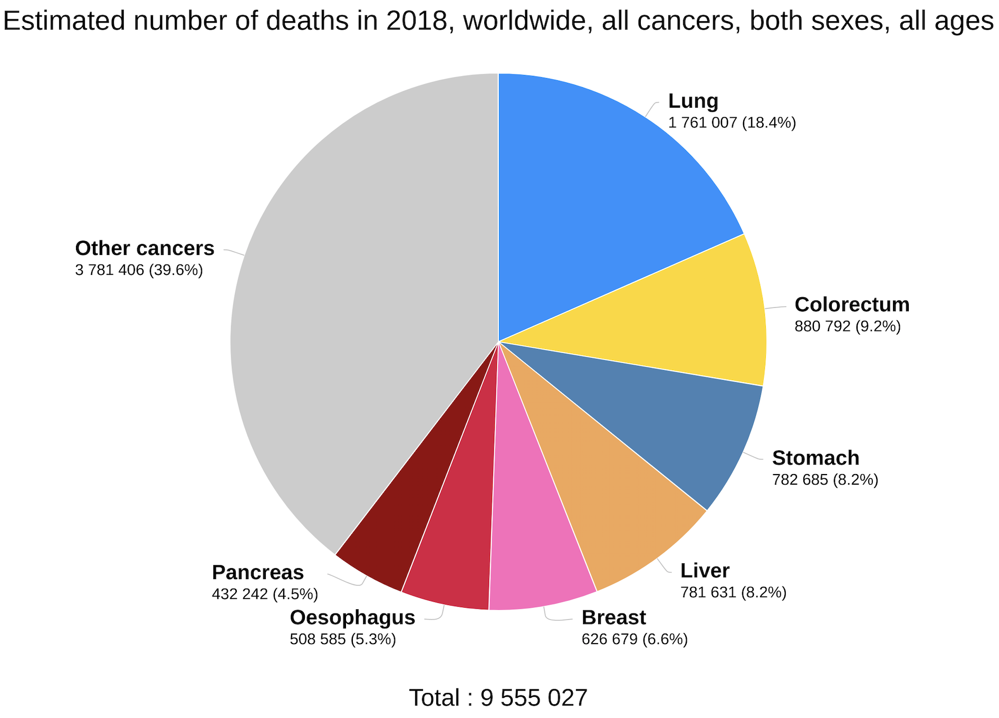 Estimated number of deaths in 2018, worldwide, all cancers, both sexes, all ages
Lung
1 761 007 (18.4%)
Other cancers
3 781 406 (39.6%)
Colorectum
880 792 (9.2%)
Stomach
782 685 (8.2%)
Liver
781 631 (8.2%)
Pancreas
432 242 (4.5%)
Oesophagus
508 585 (5.3%)
Breast
626 679 (6.6%)
Total : 9 555 027